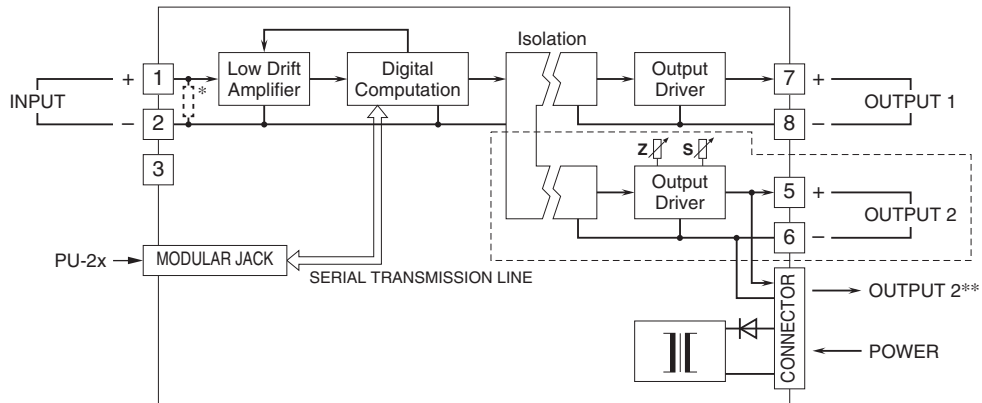 Isolation
INPUT
+
1
*
Low Drift
Amplifier
Digital
Computation
Output
Driver
7
+
OUTPUT 1
−
2
8
−
3
Z
S
Output
Driver
5
+
OUTPUT 2
6
−
PU-2x
MODULAR JACK
SERIAL TRANSMISSION LINE
CONNECTOR
OUTPUT 2**
POWER